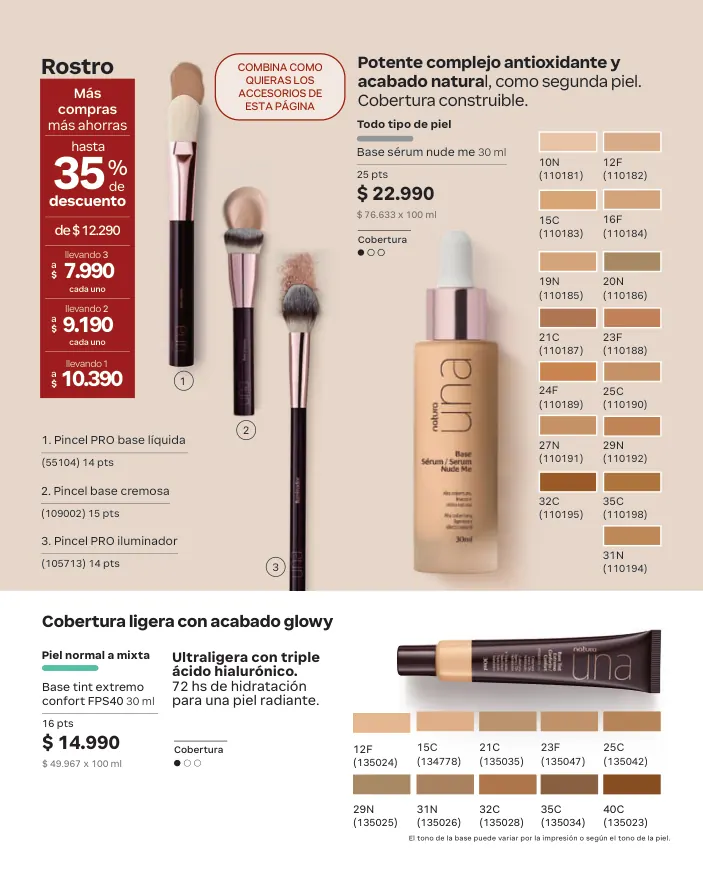 Rostro
Más
compras
más ahorras
hasta
35 %
de
descuento
de $ 12.290
llevando 3
a $ 7.990
cada uno
llevando 2
a $ 9.190
cada uno
llevando 1
a $ 10.390
COMBINA COMO
QUIERAS LOS
ACCESORIOS DE
ESTA PÁGINA
1
2
3
1. Pincel PRO base líquida
(55104) 14 pts
2. Pincel base cremosa
(109002) 15 pts
3. Pincel PRO iluminador
(105713) 14 pts
Potente complejo antioxidante y
acabado natural, como segunda piel.
Cobertura construible.
Todo tipo de piel
Base sérum nude me 30 ml
25 pts
$ 22.990
$ 76.633 x 100 ml
Cobertura
natura
una
Base
Sérum / Serum
Nude Me
30ml
10N
(110181)
12F
(110182)
15C
(110183)
16F
(110184)
19N
(110185)
20N
(110186)
21C
(110187)
23F
(110188)
24F
(110189)
25C
(110190)
27N
(110191)
29N
(110192)
32C
(110195)
35C
(110198)
31N
(110194)
Cobertura ligera con acabado glowy
Piel normal a mixta
Base tint extremo
confort FPS40 30 ml
16 pts
$ 14.990
$ 49.967 x 100 ml
Ultraligera con triple
ácido hialurónico.
72 hs de hidratación
para una piel radiante.
Cobertura
natura
una
12F
(135024)
15C
(134778)
21C
(135035)
23F
(135047)
25C
(135042)
29N
(135025)
31N
(135026)
32C
(135028)
35C
(135034)
40C
(135023)
El tono de la base puede variar por la impresión o según el tono de la piel.